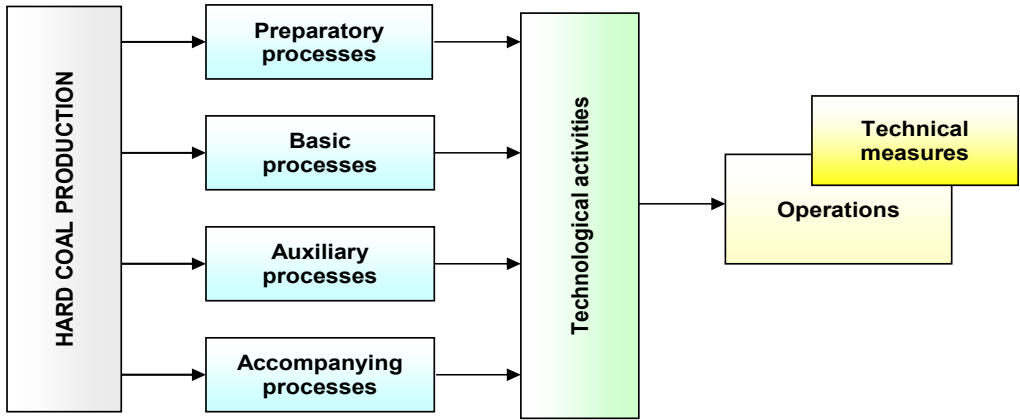 HARD COAL PRODUCTION
Preparatory
processes
Basic
processes
Auxiliary
processes
Accompanying
processes
Technological activities
Technical
measures
Operations